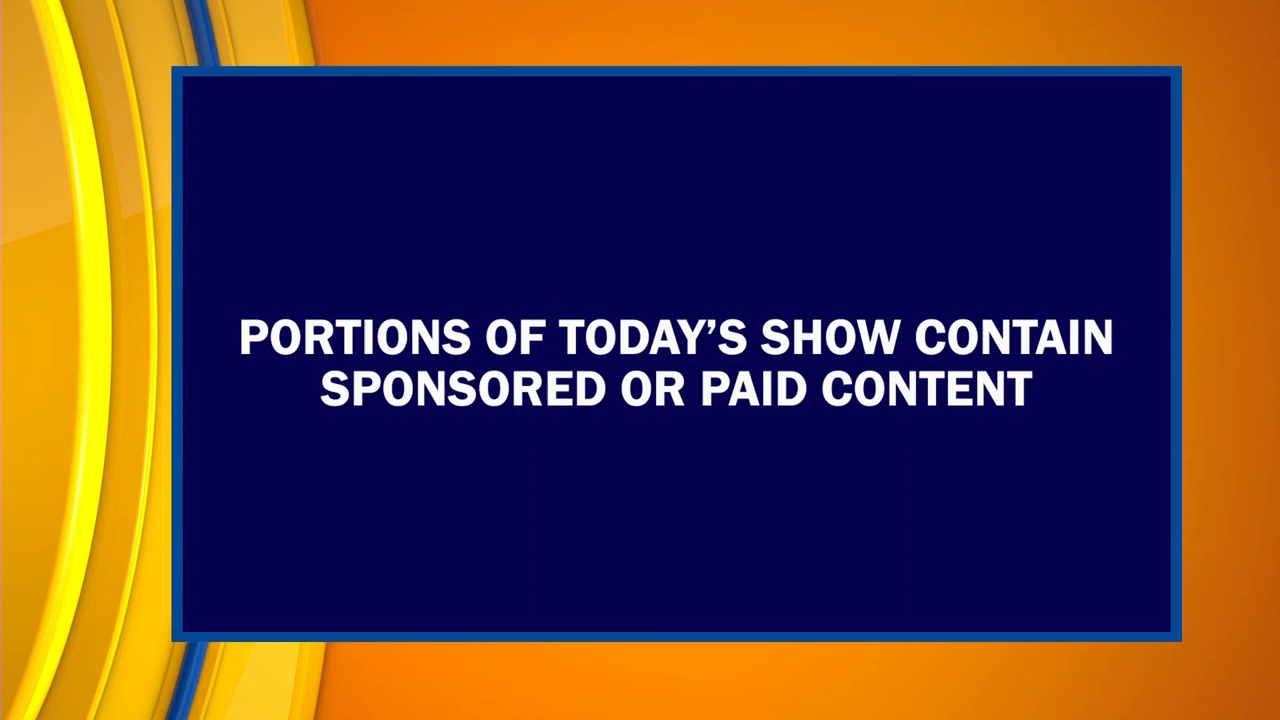 PORTIONS OF TODAY’S SHOW CONTAIN
SPONSORED OR PAID CONTENT